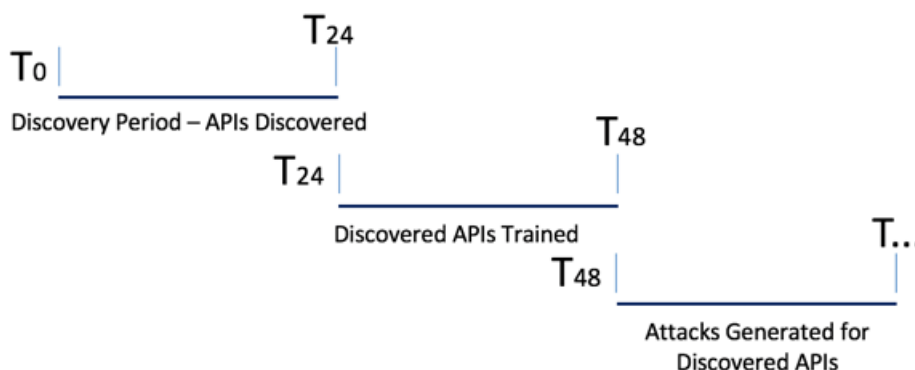 T24
T0
Discovery Period – APIs Discovered
T48
T24
Discovered APIs Trained
T...
T48
Attacks Generated for
Discovered APIs